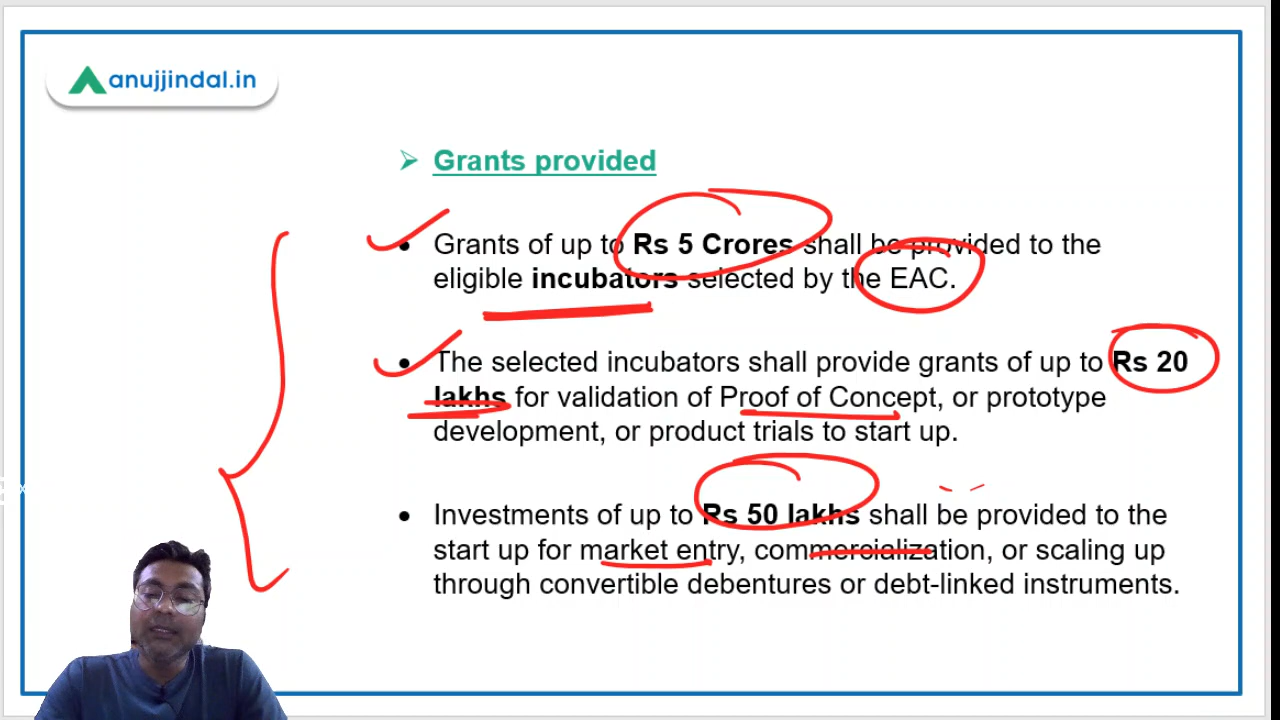 anujjindal.in
➢ Grants provided
• Grants of up to Rs 5 Crores shall be provided to the
eligible incubators selected by the EAC.
• The selected incubators shall provide grants of up to Rs 20
lakhs for validation of Proof of Concept, or prototype
development, or product trials to start up.
• Investments of up to Rs 50 lakhs shall be provided to the
start up for market entry, commercialization, or scaling up
through convertible debentures or debt-linked instruments.